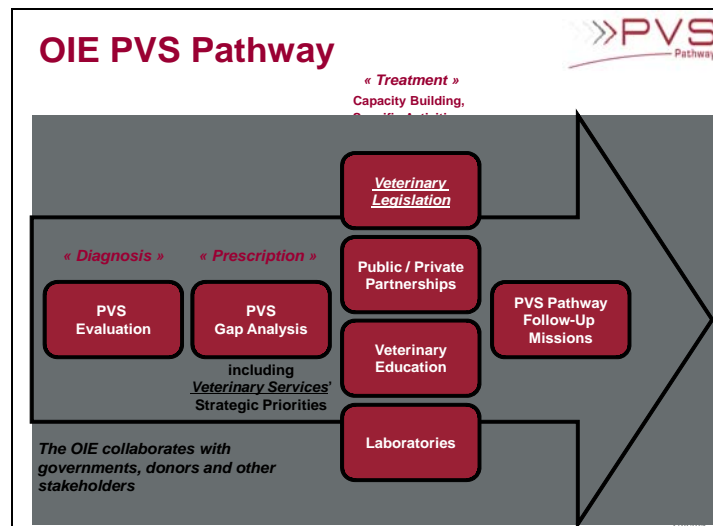 OIE PVS Pathway
PVS
Pathway
« Treatment »
Capacity Building,
« Diagnosis »
PVS
Evaluation
« Prescription »
PVS
Gap Analysis
including
Veterinary Services'
Strategic Priorities
Veterinary
Legislation
Public / Private
Partnerships
Veterinary
Education
Laboratories
PVS Pathway
Follow-Up
Missions
The OIE collaborates with
governments, donors and other
stakeholders